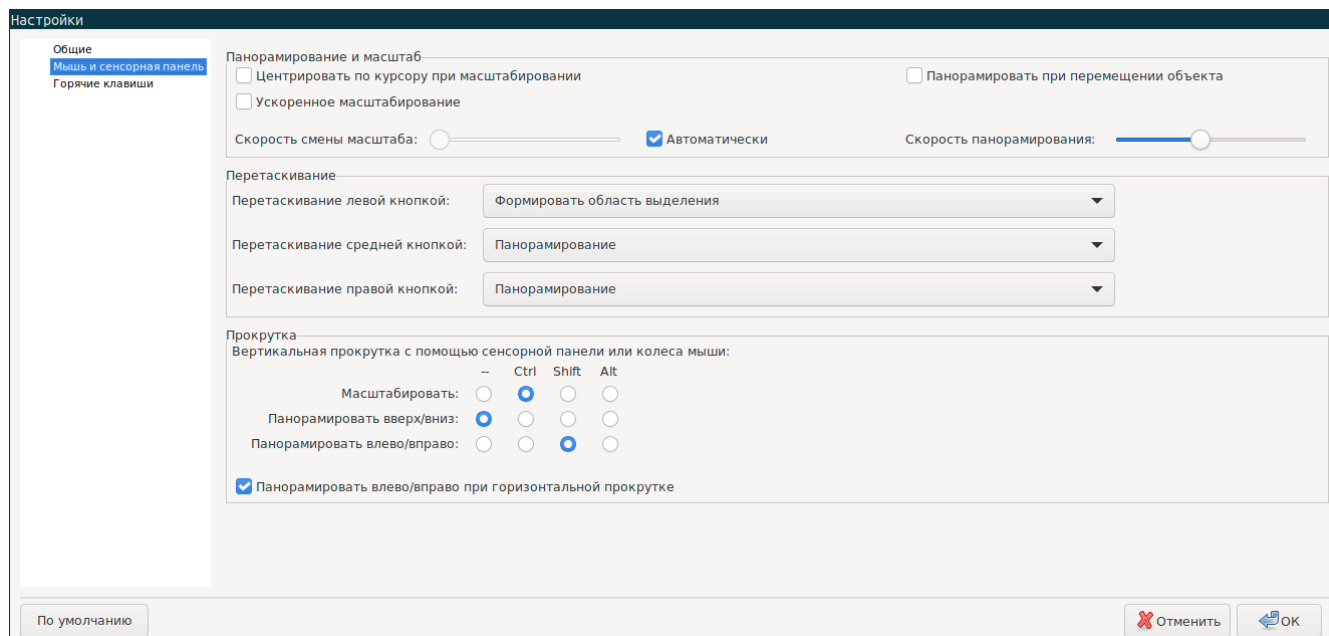 Настройки
Общие
Мышь и сенсорная панель
Горячие клавиши
Панорамирование и масштаб
Центрировать по курсору при масштабировании
Панорамировать при перемещении объекта
Ускоренное масштабирование
Скорость смены масштаба:
Автоматически
Скорость панорамирования:
Перетаскивание
Перетаскивание левой кнопкой: Формировать область выделения
Перетаскивание средней кнопкой: Панорамирование
Перетаскивание правой кнопкой: Панорамирование
Прокрутка
Вертикальная прокрутка с помощью сенсорной панели или колеса мыши:
-- Ctrl Shift Alt
Масштабировать:
Панорамировать вверх/вниз:
Панорамировать влево/вправо:
Панорамировать влево/вправо при горизонтальной прокрутке
По умолчанию
Отменить
ОК